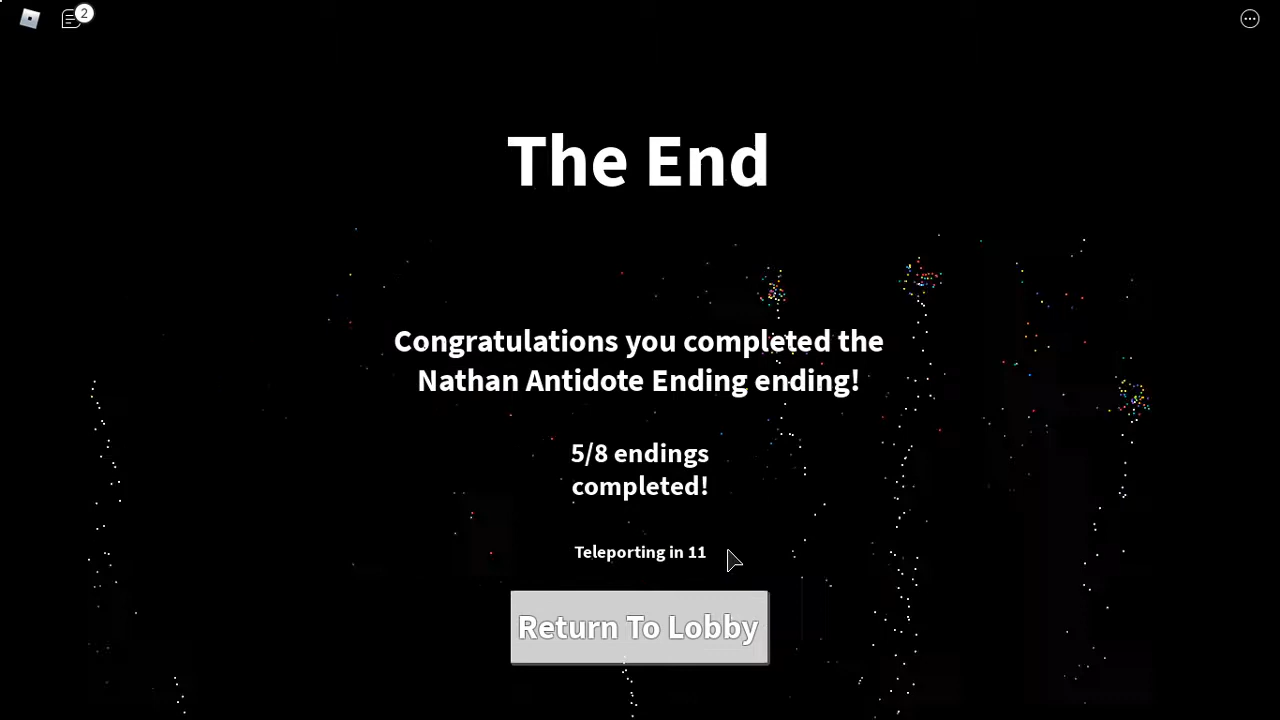 2
The End
Congratulations you completed the
Nathan Antidote Ending ending!
5/8 endings
completed!
Teleporting in 11
Return To Lobby